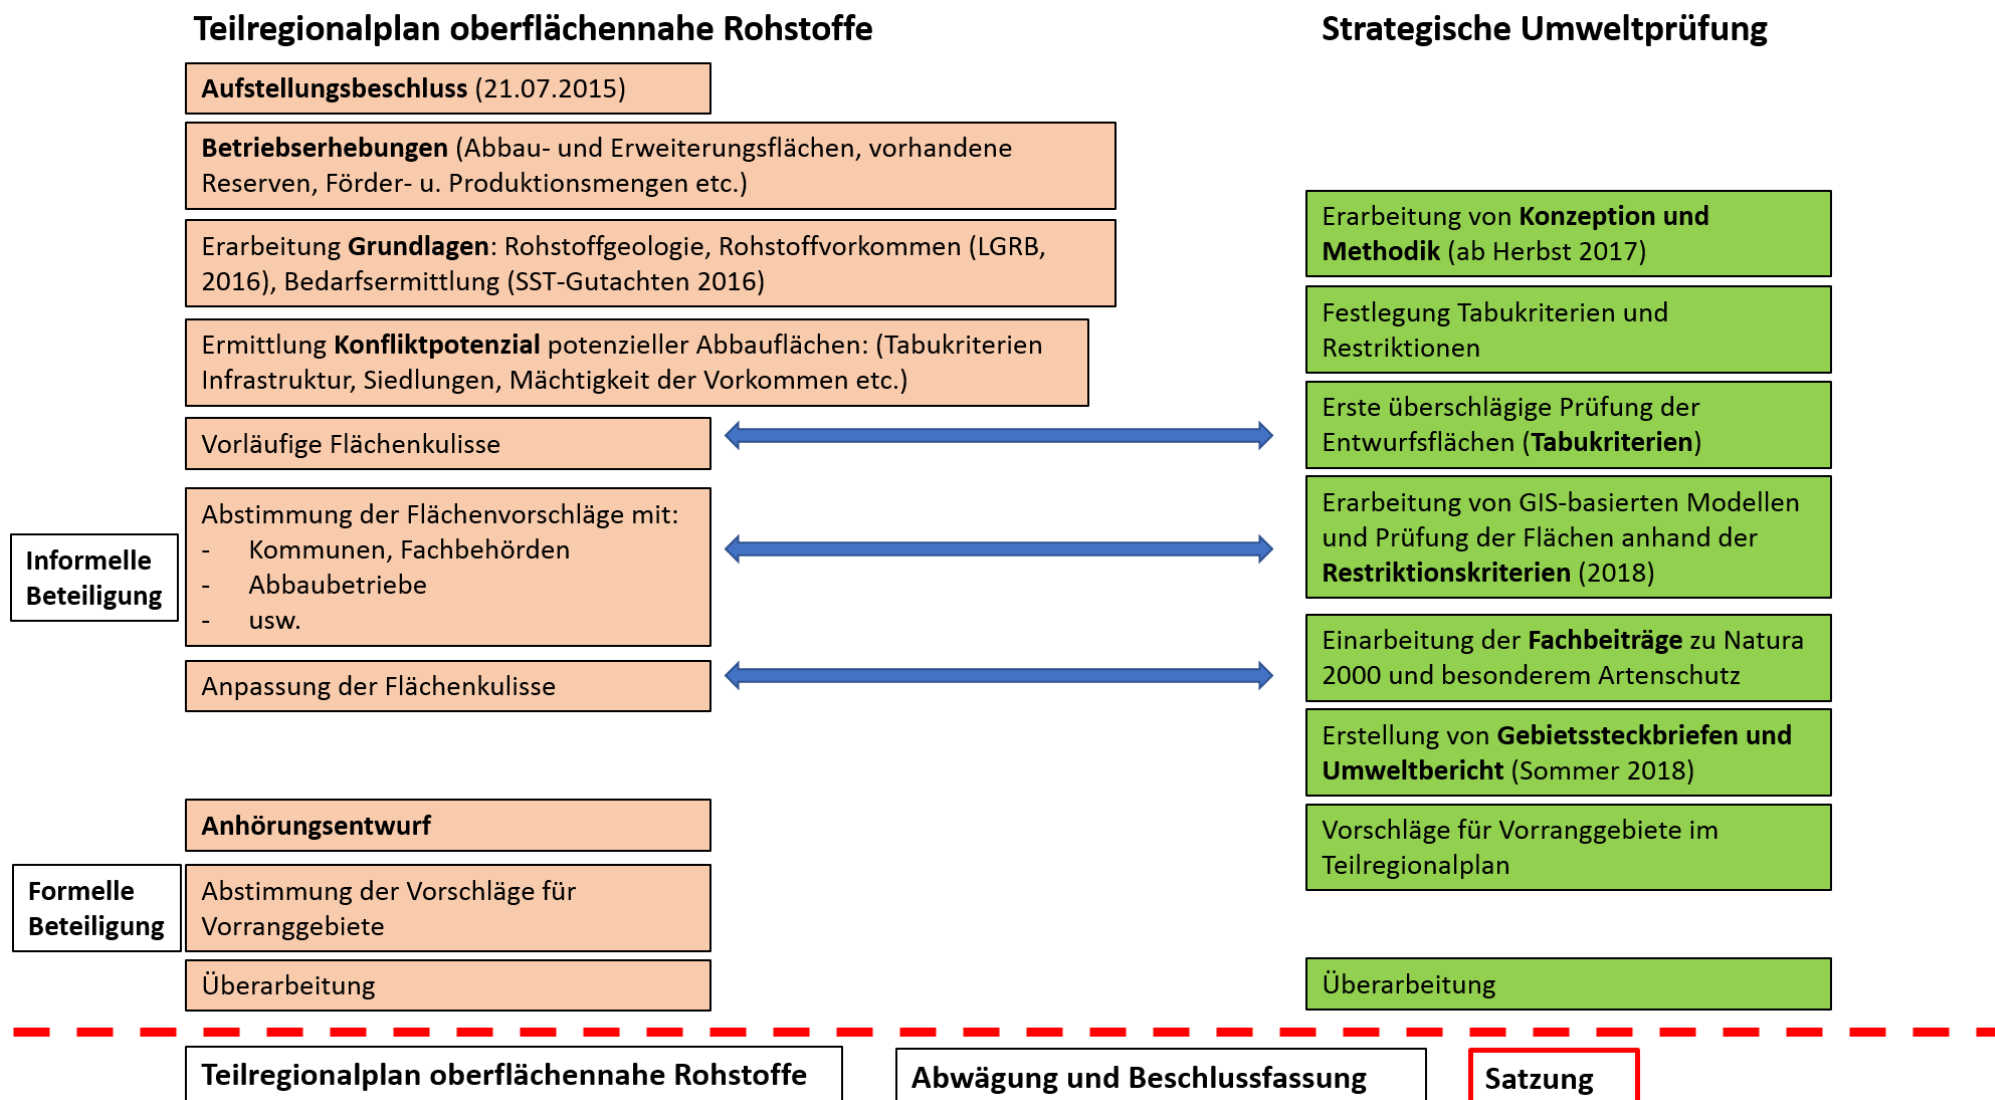 Teilregionalplan oberflächennahe Rohstoffe
Aufstellungsbeschluss (21.07.2015)
Betriebserhebungen (Abbau- und Erweiterungsflächen, vorhandene
Reserven, Förder- u. Produktionsmengen etc.)
Erarbeitung Grundlagen: Rohstoffgeologie, Rohstoffvorkommen (LGRB,
2016), Bedarfsermittlung (SST-Gutachten 2016)
Ermittlung Konfliktpotenzial potenzieller Abbauflächen: (Tabukriterien
Infrastruktur, Siedlungen, Mächtigkeit der Vorkommen etc.)
Vorläufige Flächenkulisse
Informelle
Beteiligung
Abstimmung der Flächenvorschläge mit:
- Kommunen, Fachbehörden
- Abbaubetriebe
- usw.
Anpassung der Flächenkulisse
Anhörungsentwurf
Formelle
Beteiligung
Abstimmung der Vorschläge für
Vorranggebiete
Überarbeitung
Strategische Umweltprüfung
Erarbeitung von Konzeption und
Methodik (ab Herbst 2017)
Festlegung Tabukriterien und
Restriktionen
Erste überschlägige Prüfung der
Entwurfsflächen (Tabukriterien)
Erarbeitung von GIS-basierten Modellen
und Prüfung der Flächen anhand der
Restriktionskriterien (2018)
Einarbeitung der Fachbeiträge zu Natura
2000 und besonderem Artenschutz
Erstellung von Gebietssteckbriefen und
Umweltbericht (Sommer 2018)
Vorschläge für Vorranggebiete im
Teilregionalplan
Überarbeitung
Teilregionalplan oberflächennahe Rohstoffe
Abwägung und Beschlussfassung
Satzung